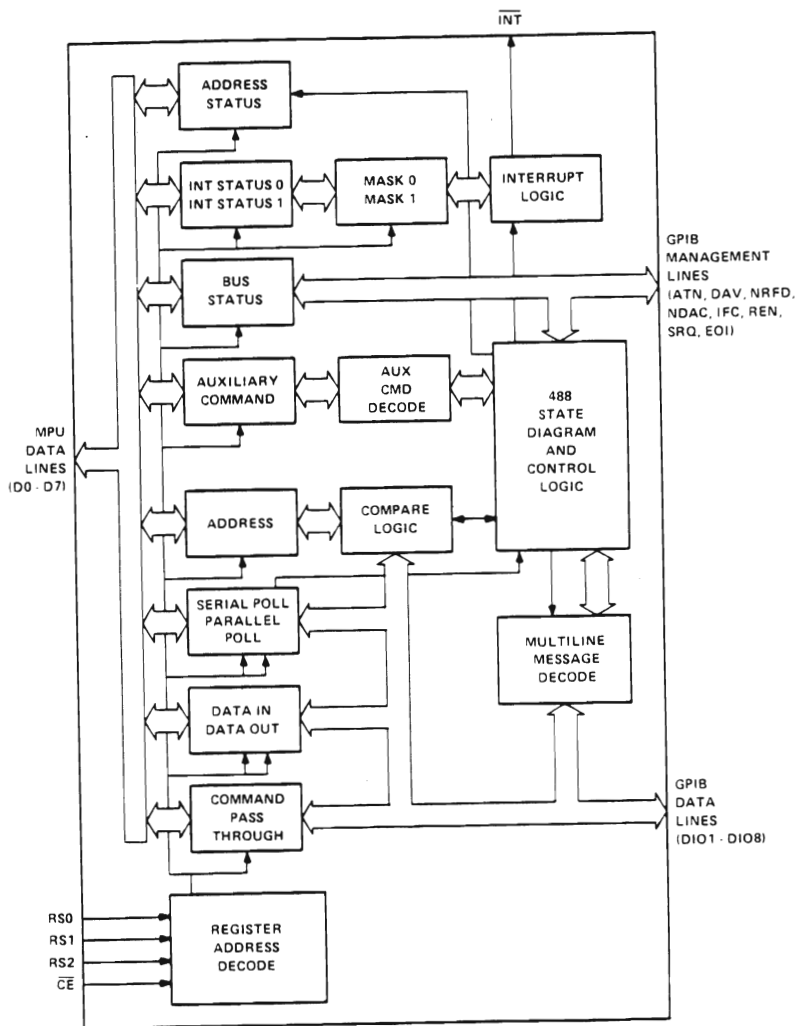 INT
ADDRESS
STATUS
INT STATUS 0
INT STATUS 1
MASK 0
MASK 1
INTERRUPT
LOGIC
BUS
STATUS
GPIB
MANAGEMENT
LINES
(ATN, DAV, NRFD,
NDAC, IFC, REN,
SRQ, EOI)
AUXILIARY
COMMAND
AUX
CMD
DECODE
488
STATE
DIAGRAM
AND
CONTROL
LOGIC
MPU
DATA
LINES
(D0 - D7)
ADDRESS
COMPARE
LOGIC
SERIAL POLL
PARALLEL
POLL
MULTILINE
MESSAGE
DECODE
DATA IN
DATA OUT
COMMAND
PASS
THROUGH
GPIB
DATA
LINES
(DIO1 - DIO8)
RS0
RS1
RS2
CE
REGISTER
ADDRESS
DECODE